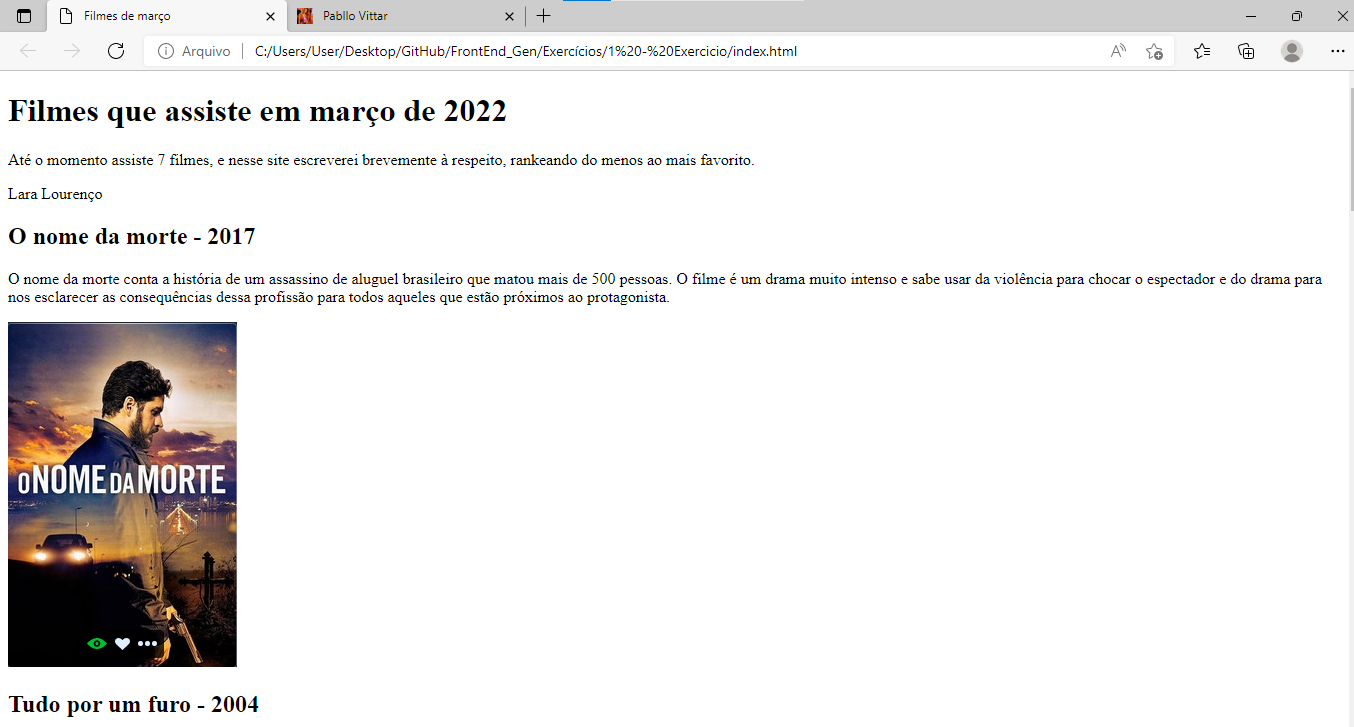 Filmes de março
Pabllo Vittar
Arquivo
C:/Users/User/Desktop/GitHub/FrontEnd_Gen/Exercícios/1%20-%20Exercicio/index.html
Filmes que assiste em março de 2022
Até o momento assiste 7 filmes, e nesse site escreverei brevemente à respeito, rankeando do menos ao mais favorito.
Lara Lourenço
O nome da morte - 2017
O nome da morte conta a história de um assassino de aluguel brasileiro que matou mais de 500 pessoas. O filme é um drama muito intenso e sabe usar da violência para chocar o espectador e do drama para
nos esclarecer as consequências dessa profissão para todos aqueles que estão próximos ao protagonista.
O NOME DA MORTE
Tudo por um furo - 2004